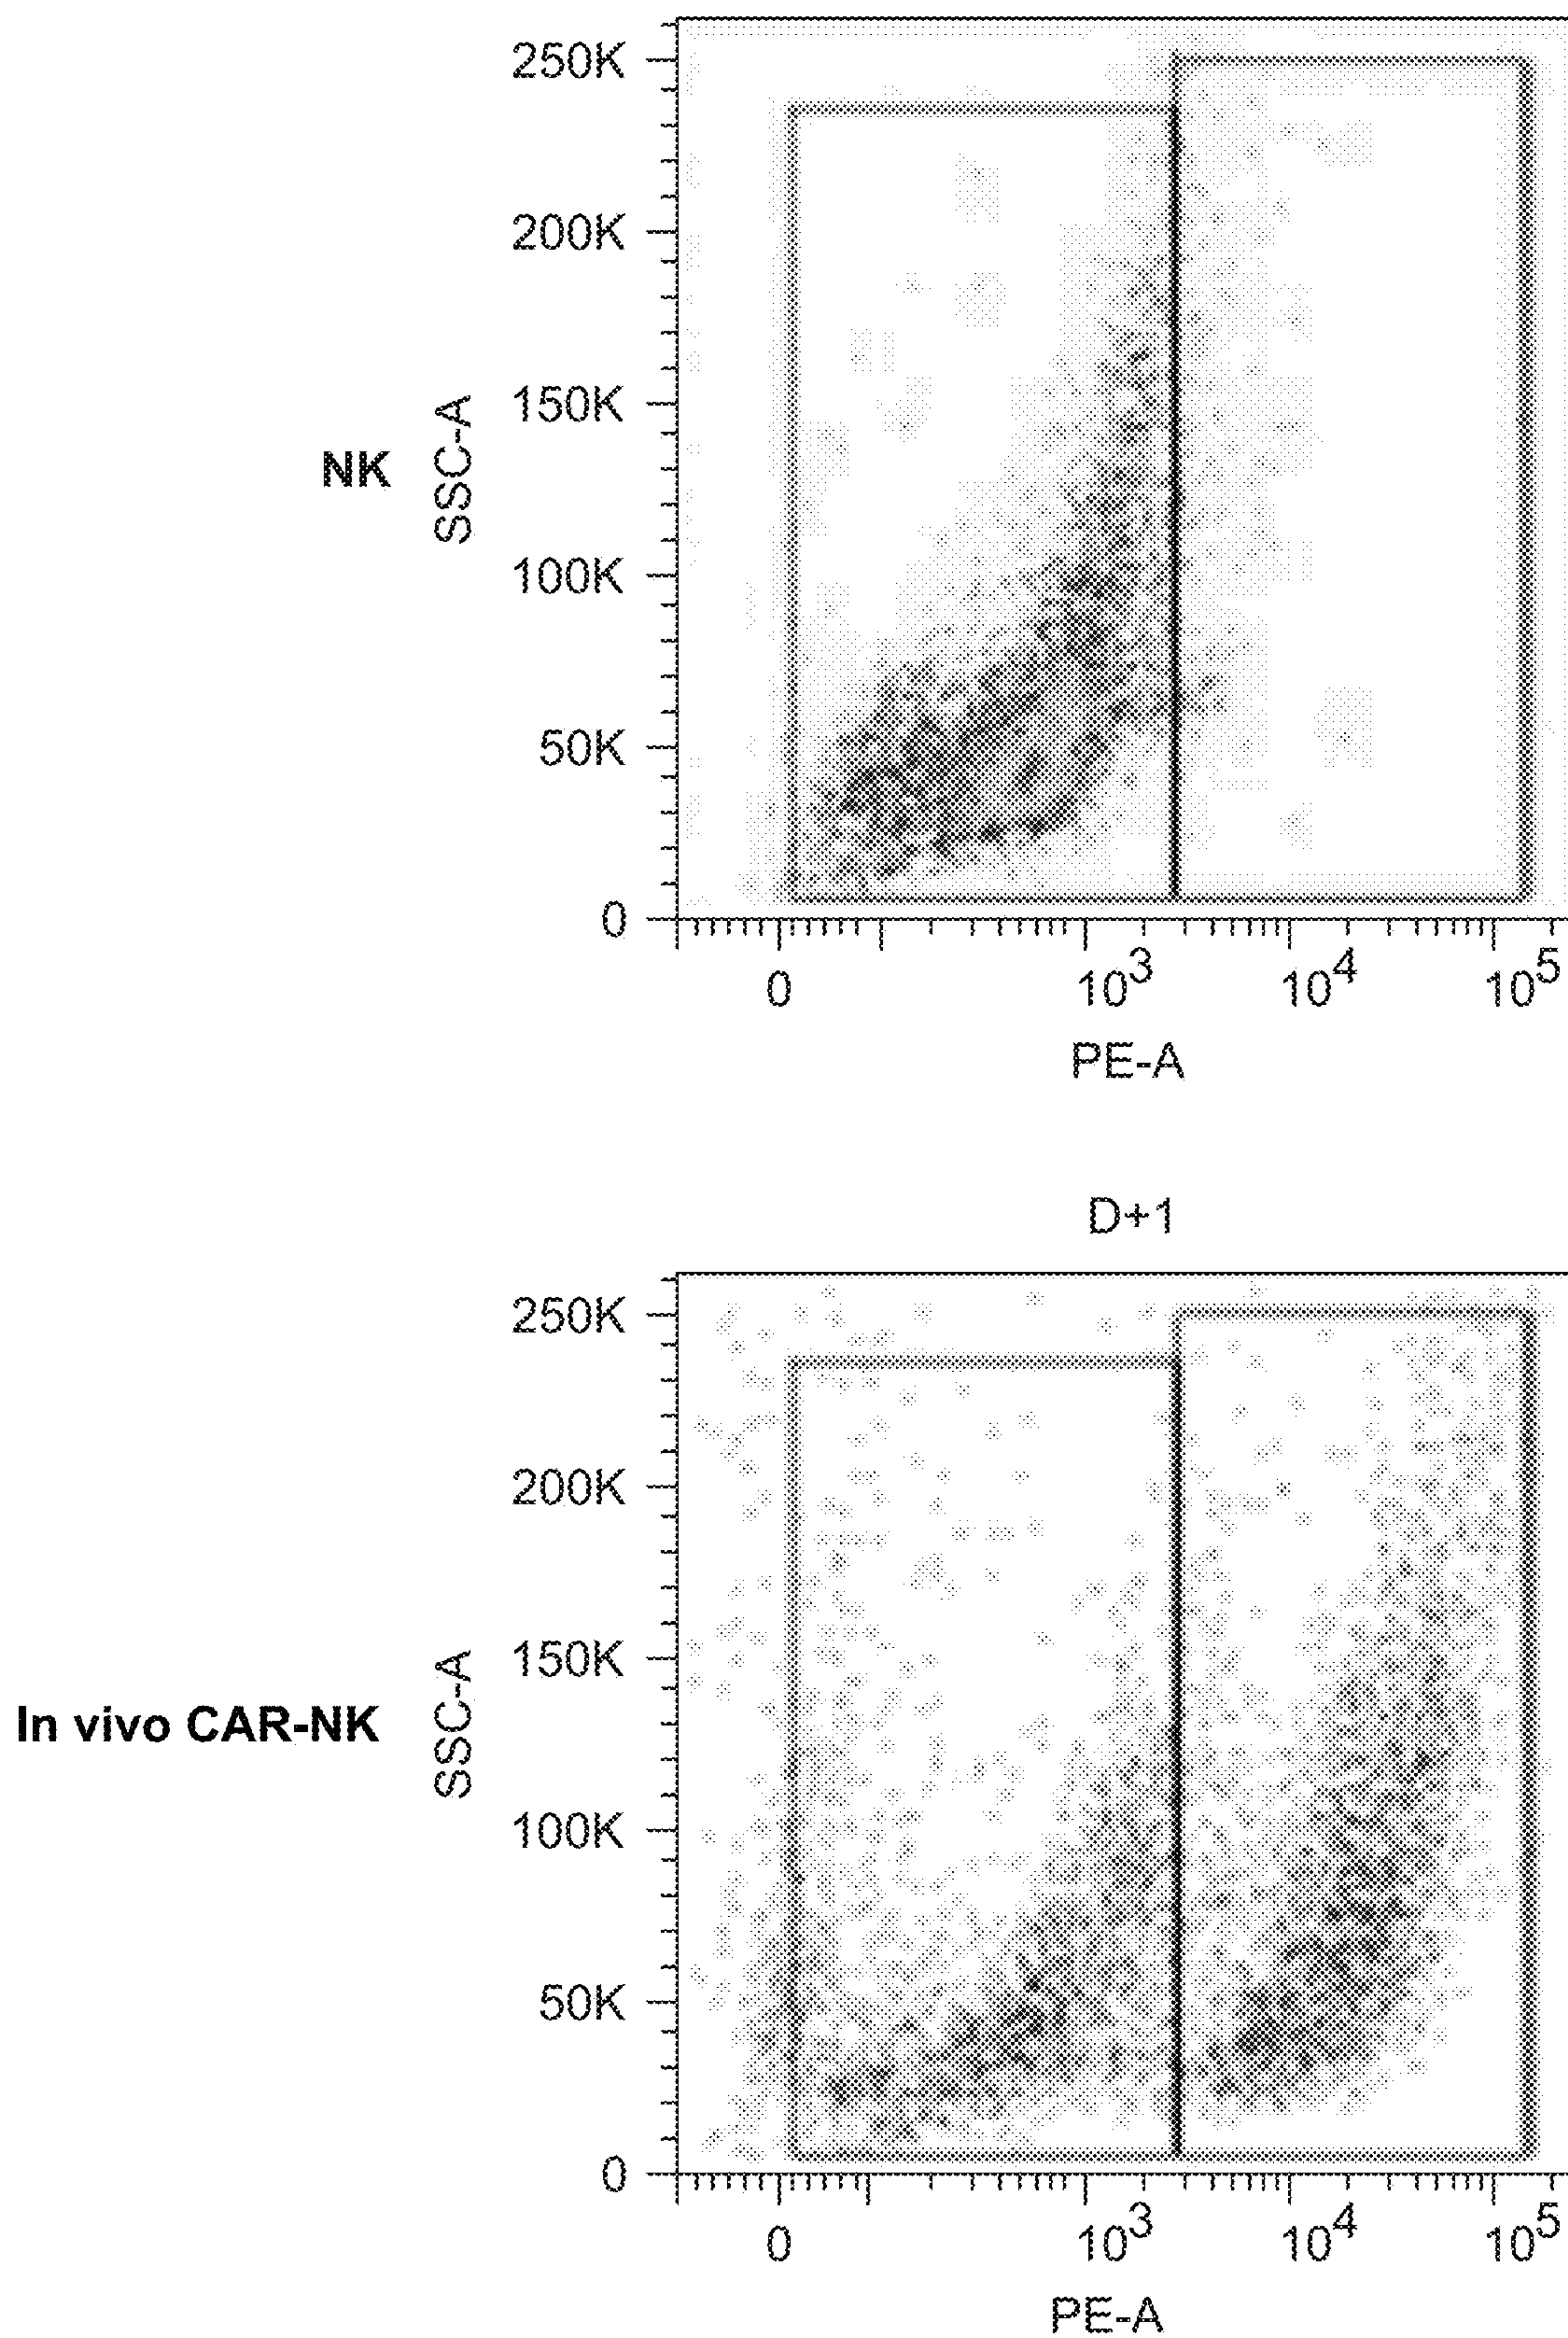 250K
200K
150K
100K
50K
0
NK
SSC-A
0 10³ 10⁴ 10⁵
PE-A
D+1
250K
200K
150K
100K
50K
0
In vivo CAR-NK
SSC-A
0 10³ 10⁴ 10⁵
PE-A